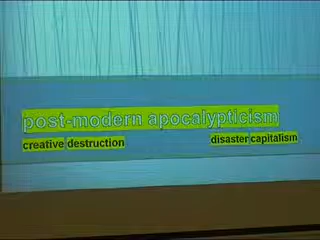 post-modern apocalypticism
creative destruction disaster capitalism